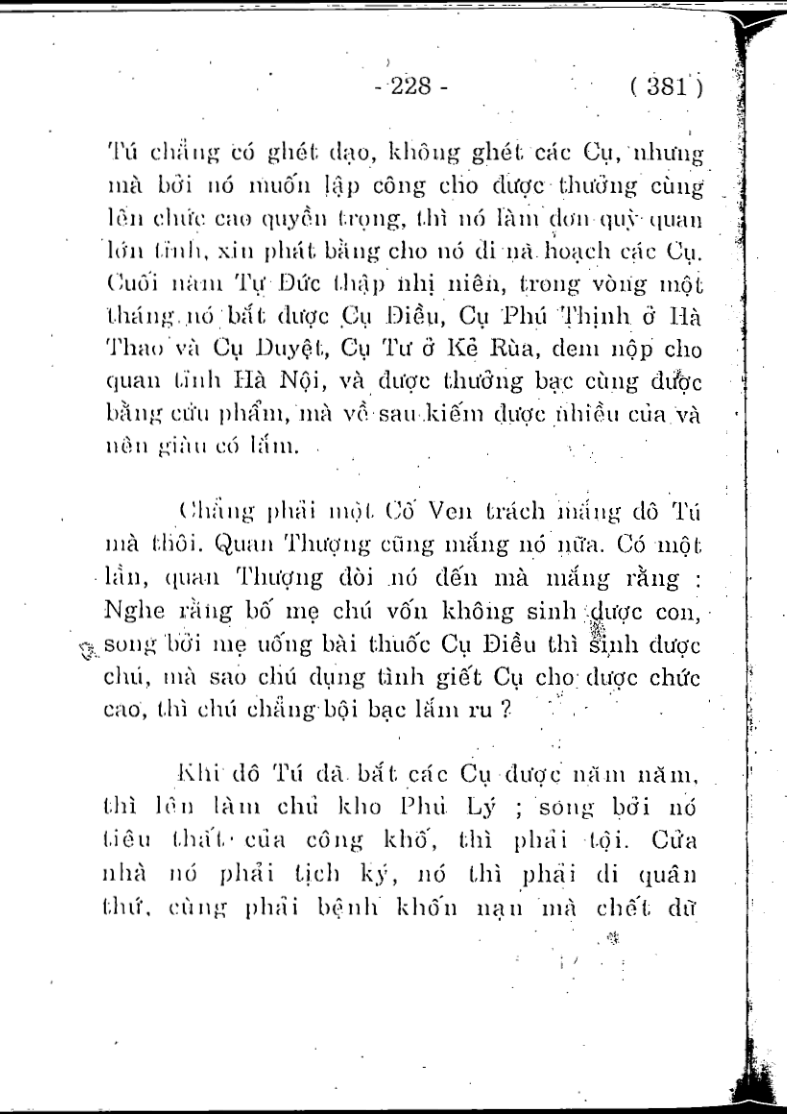 - 228 - ( 381 )
Tú chẳng có ghét đạo, không ghét các Cụ, nhưng
mà bởi nó muốn lập công cho được thưởng cùng
lên chức cao quyền trọng, thì nó làm đơn quỳ quan
lớn tỉnh, xin phát bằng cho nó đi nã hoạch các Cụ.
Cuối năm Tự Đức thập nhị niên, trong vòng một
tháng nó bắt được Cụ Điều, Cụ Phú Thịnh ở Hà
Thao và Cụ Duyệt, Cụ Tư ở Kẻ Rùa, đem nộp cho
quan tỉnh Hà Nội, và được thưởng bạc cùng được
bằng cửu phẩm, mà về sau kiếm được nhiều của và
nên giàu có lắm.
Chẳng phải một Cố Ven trách mắng đô Tú
mà thôi. Quan Thượng cũng mắng nó nữa. Có một
lần, quan Thượng đòi nó đến mà mắng rằng :
Nghe rằng bố mẹ chú vốn không sinh được con,
song bởi mẹ uống bài thuốc Cụ Điều thì sinh được
chú, mà sao chú dụng tình giết Cụ cho được chức
cao, thì chú chẳng bội bạc lắm ru ?
Khi đô Tú đã bắt các Cụ được năm năm,
thì lên làm chủ kho Phủ Lý ; song bởi nó
tiêu thất của công khố, thì phải tội. Cửa
nhà nó phải tịch ký, nó thì phải đi quân
thứ, cùng phải bệnh khốn nạn mà chết dữ